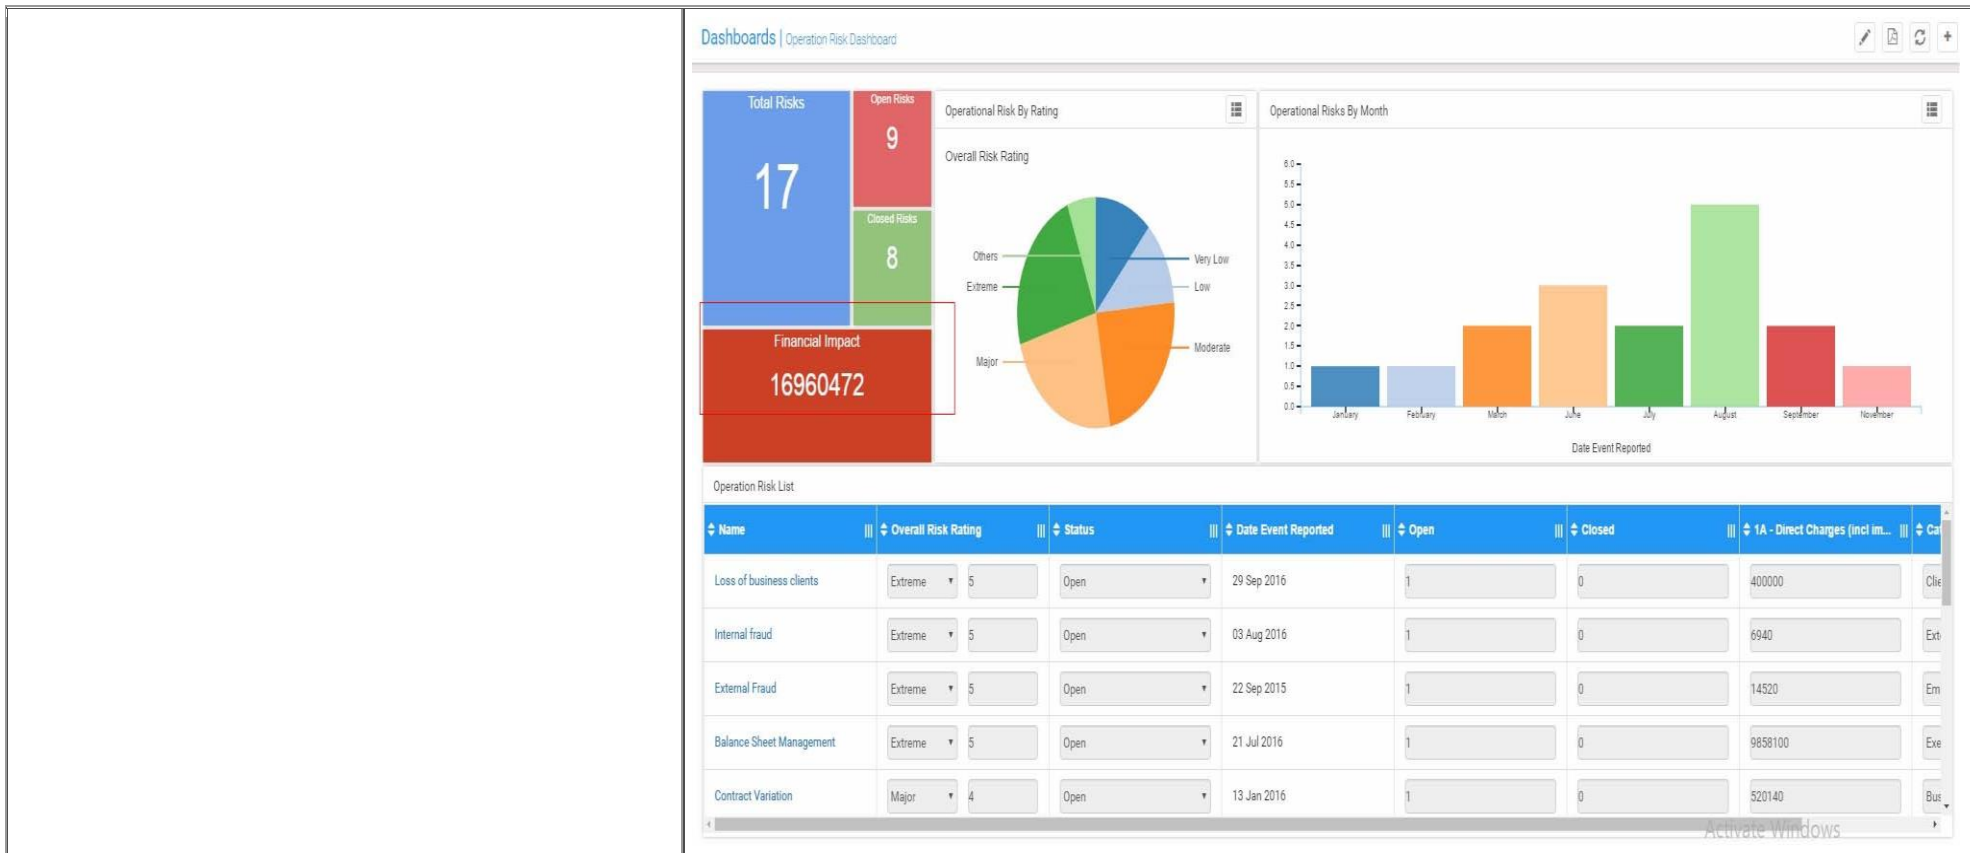 Dashboards | Operation Risk Dashboard
Total Risks
17
Open Risks
9
Closed Risks
8
Financial Impact
16960472
Operational Risk By Rating
Overall Risk Rating
Others
Extreme
Major
Very Low
Low
Moderate
Operational Risks By Month
6.0
5.5
5.0
4.5
4.0
3.5
3.0
2.5
2.0
1.5
1.0
0.5
0.0
January February March June July August September November
Date Event Reported
Operation Risk List
Name Overall Risk Rating Status Date Event Reported Open Closed 1A - Direct Charges (incl im... Cat
Loss of business clients Extreme 5 Open 29 Sep 2016 1 0 400000 Clie
Internal fraud Extreme 5 Open 03 Aug 2016 1 0 6940 Ext
External Fraud Extreme 5 Open 22 Sep 2015 1 0 14520 Em
Balance Sheet Management Extreme 5 Open 21 Jul 2016 1 0 9858100 Exe
Contract Variation Major 4 Open 13 Jan 2016 1 0 520140 Bus
Activate Windows